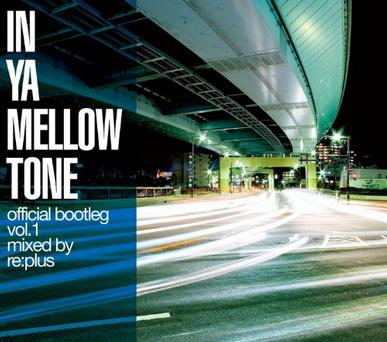 IN
YA
MELLOW
TONE
official bootleg
vol.1
mixed by
re:plus